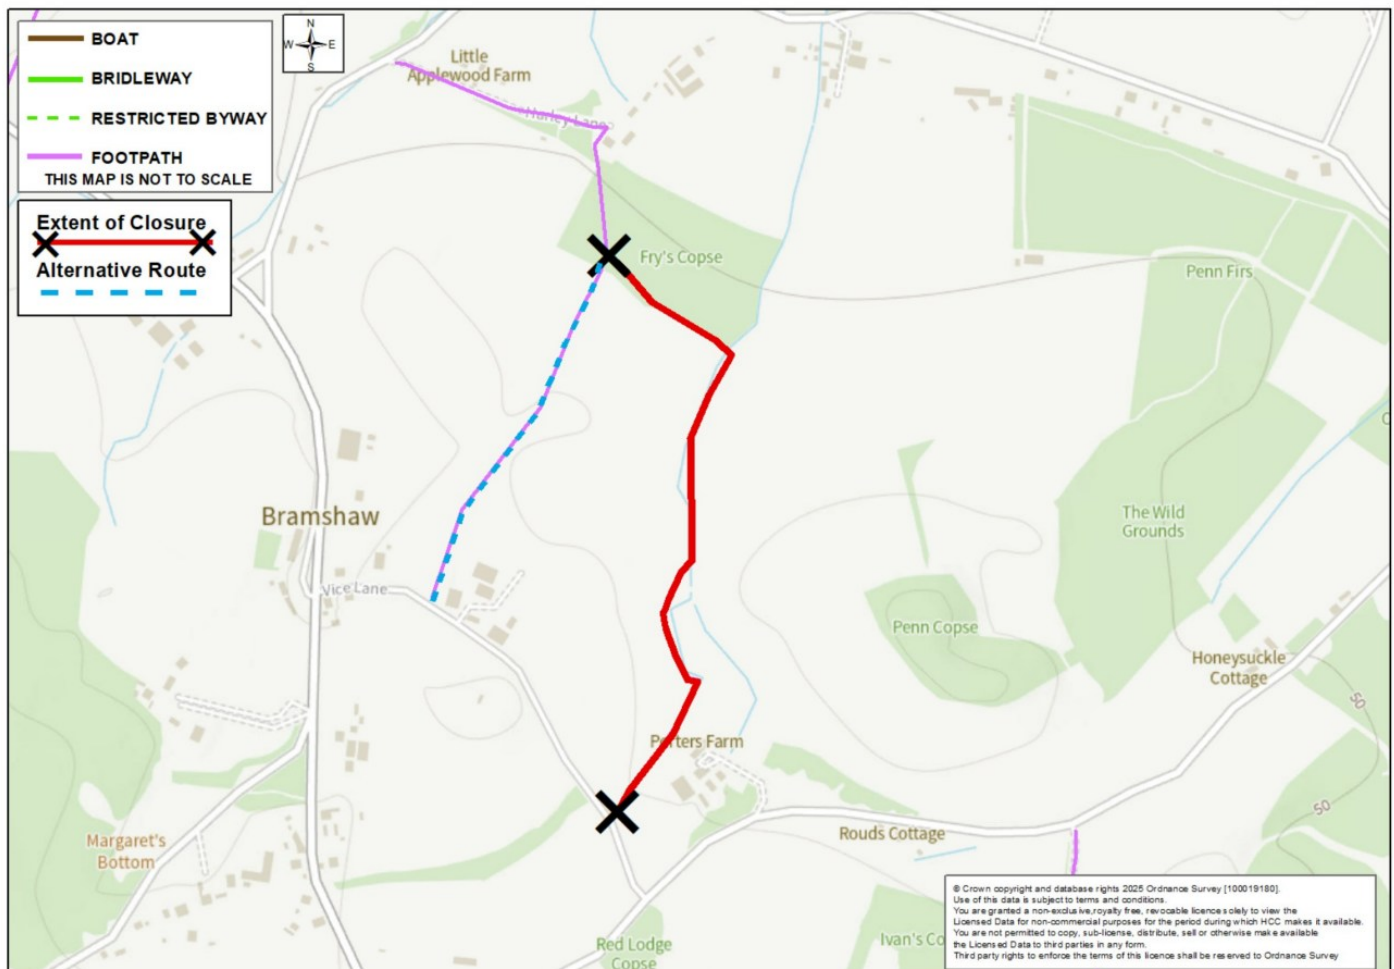 BOAT
BRIDLEWAY
RESTRICTED BYWAY
FOOTPATH
THIS MAP IS NOT TO SCALE
N
W E
S
Extent of Closure
Alternative Route
Little
Applewood Farm
Hurley Lane
Fry's Copse
Penn Firs
Bramshaw
The Wild
Grounds
Vice Lane
Penn Copse
Honeysuckle
Cottage
50
Porters Farm
50
Rouds Cottage
Margaret's
Bottom
Ivan's Co
Red Lodge
Copse
© Crown copyright and database rights 2025 Ordnance Survey [100019180].
Use of this data is subject to terms and conditions.
You are granted a non-exclusive,royalty free, revocable licence solely to view the
Licensed Data for non-commercial purposes for the period during which HCC makes it available.
You are not permitted to copy, sub-license, distribute, sell or otherwise make available
the Licensed Data to third parties in any form.
Third party rights to enforce the terms of this licence shall be reserved to Ordnance Survey